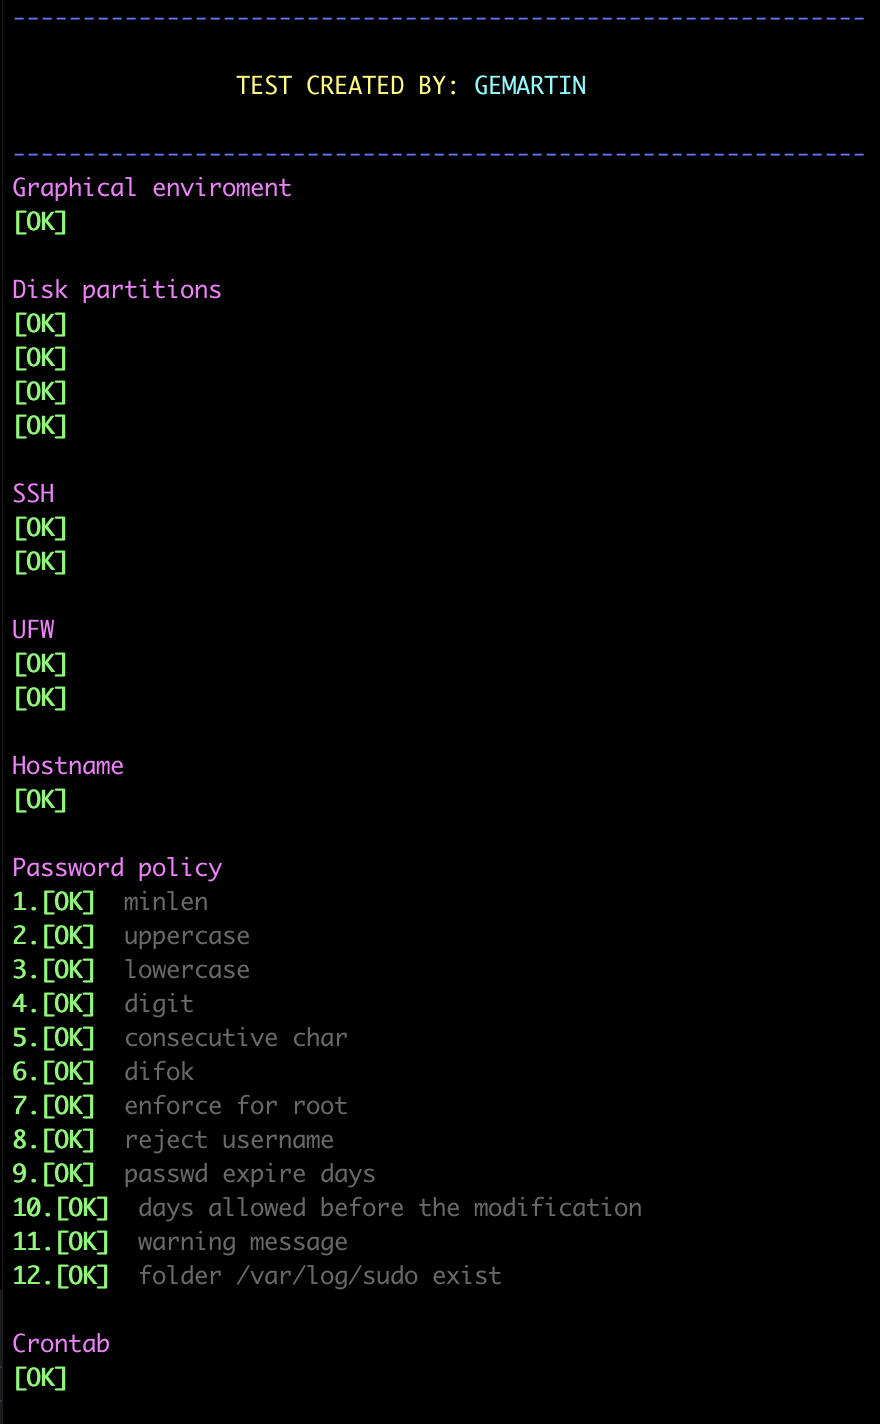 -------------------------------------------------------------
TEST CREATED BY: GEMARTIN
-------------------------------------------------------------
Graphical enviroment
[OK]
Disk partitions
[OK]
[OK]
[OK]
[OK]
SSH
[OK]
[OK]
UFW
[OK]
[OK]
Hostname
[OK]
Password policy
1.[OK] minlen
2.[OK] uppercase
3.[OK] lowercase
4.[OK] digit
5.[OK] consecutive char
6.[OK] difok
7.[OK] enforce for root
8.[OK] reject username
9.[OK] passwd expire days
10.[OK] days allowed before the modification
11.[OK] warning message
12.[OK] folder /var/log/sudo exist
Crontab
[OK]